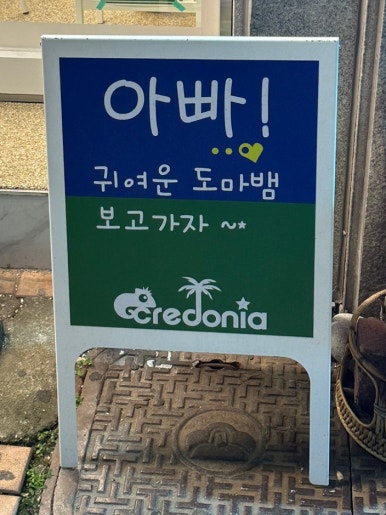 아빠!
귀여운 도마뱀
보고가자 ~*
credonia